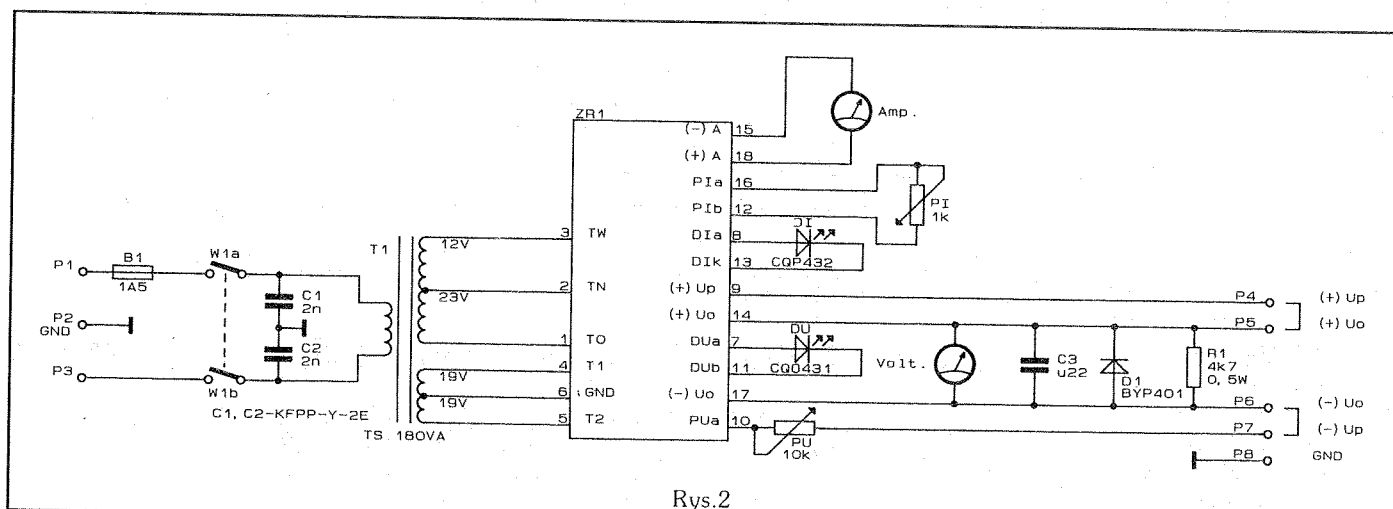 ZR1
(-) A 15
Amp.
(+) A 18
PIa 16
PI
1k
PIb 12
DI
DIa 8
CQP432
DIk 13
(+) Up 9
P4 (+) Up
(+) Uo 14
P5 (+) Uo
DU
DUa 7
CQ0431
DUb 11
Volt.
C3
u22
D1
BYP401
R1
4k7
0,5W
(-) Uo 17
P6 (-) Uo
PUa 10
PU
10k
P7 (-) Up
P8 GND
T1
12V
3 TW
23V
2 TN
1 TO
19V
4 T1
19V
6 GND
5 T2
TS 180VA
P1
B1
1A5
W1a
C1
2n
P2
GND
C2
2n
P3
W1b
C1, C2-KFPP-Y-2E
Rys.2